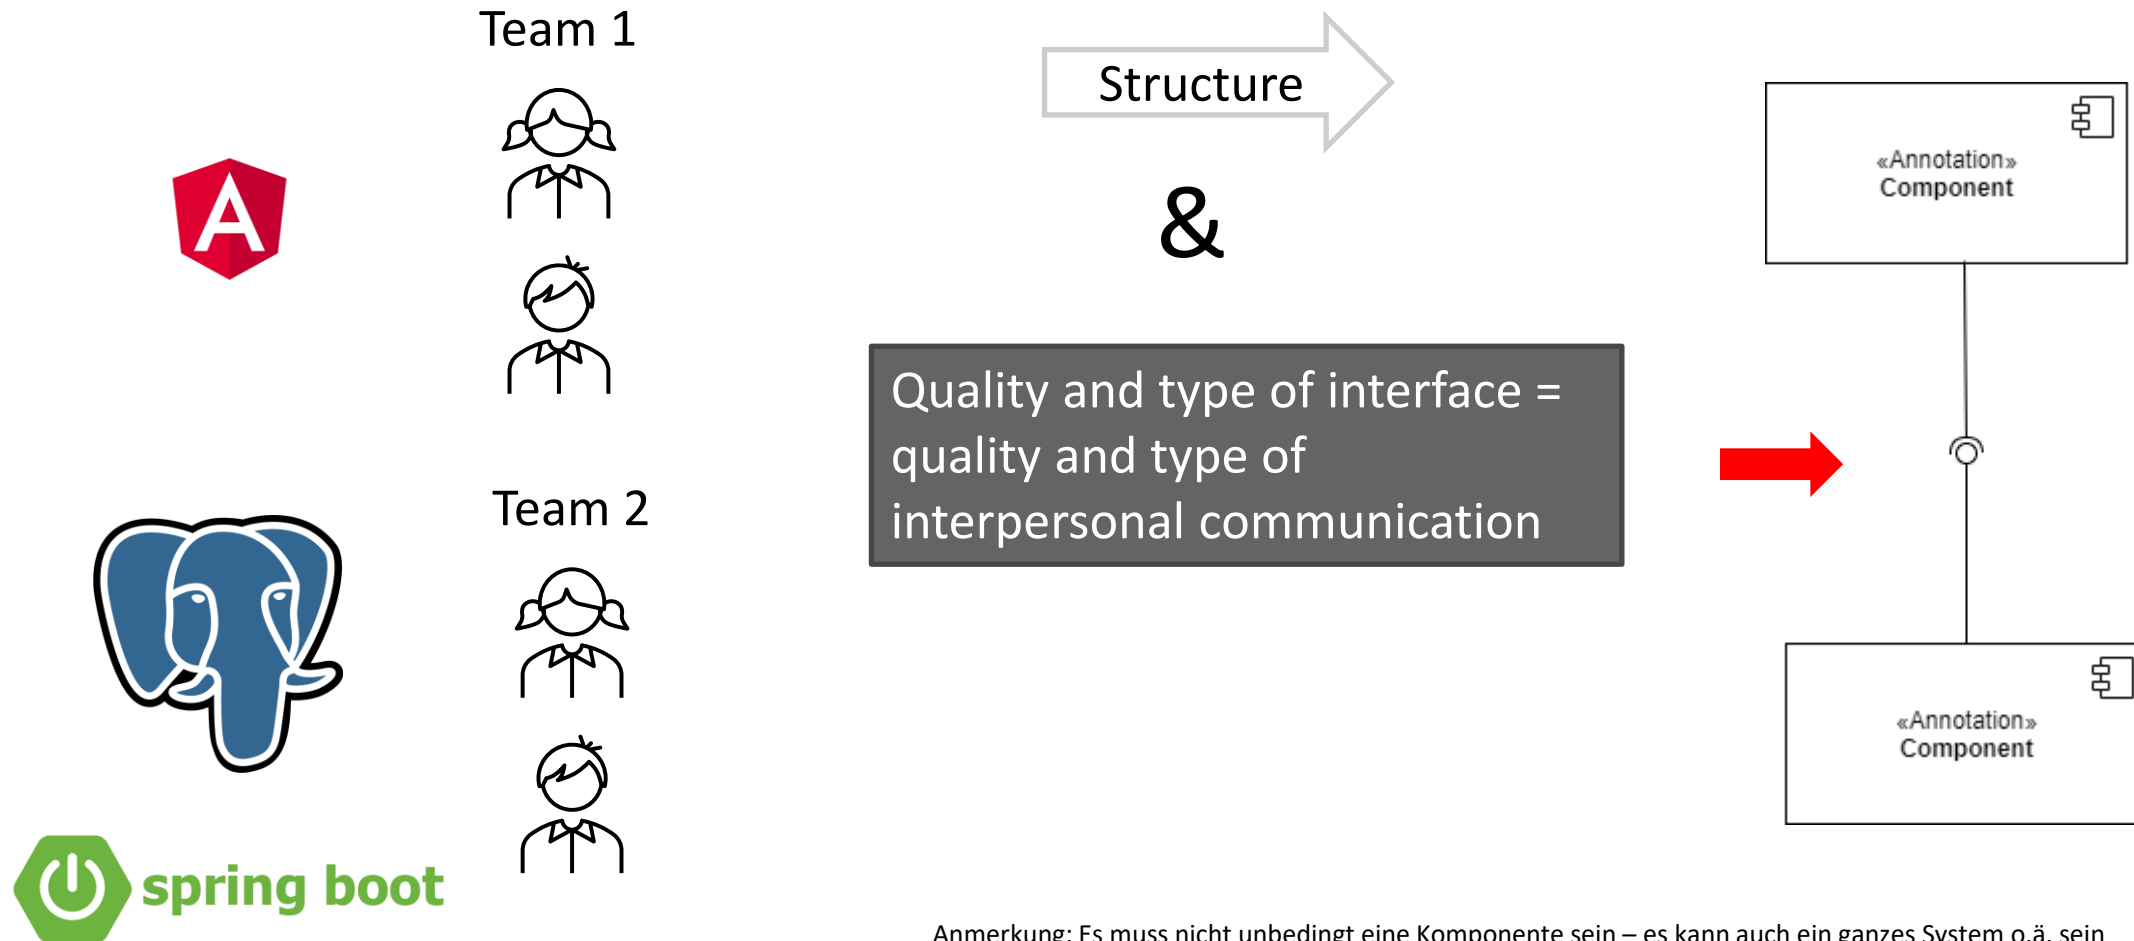 Team 1
Structure
&
«Annotation»
Component
Quality and type of interface =
quality and type of
interpersonal communication
Team 2
«Annotation»
Component
spring boot
Anmerkung: Es muss nicht unbedingt eine Komponente sein – es kann auch ein ganzes System o.ä. sein